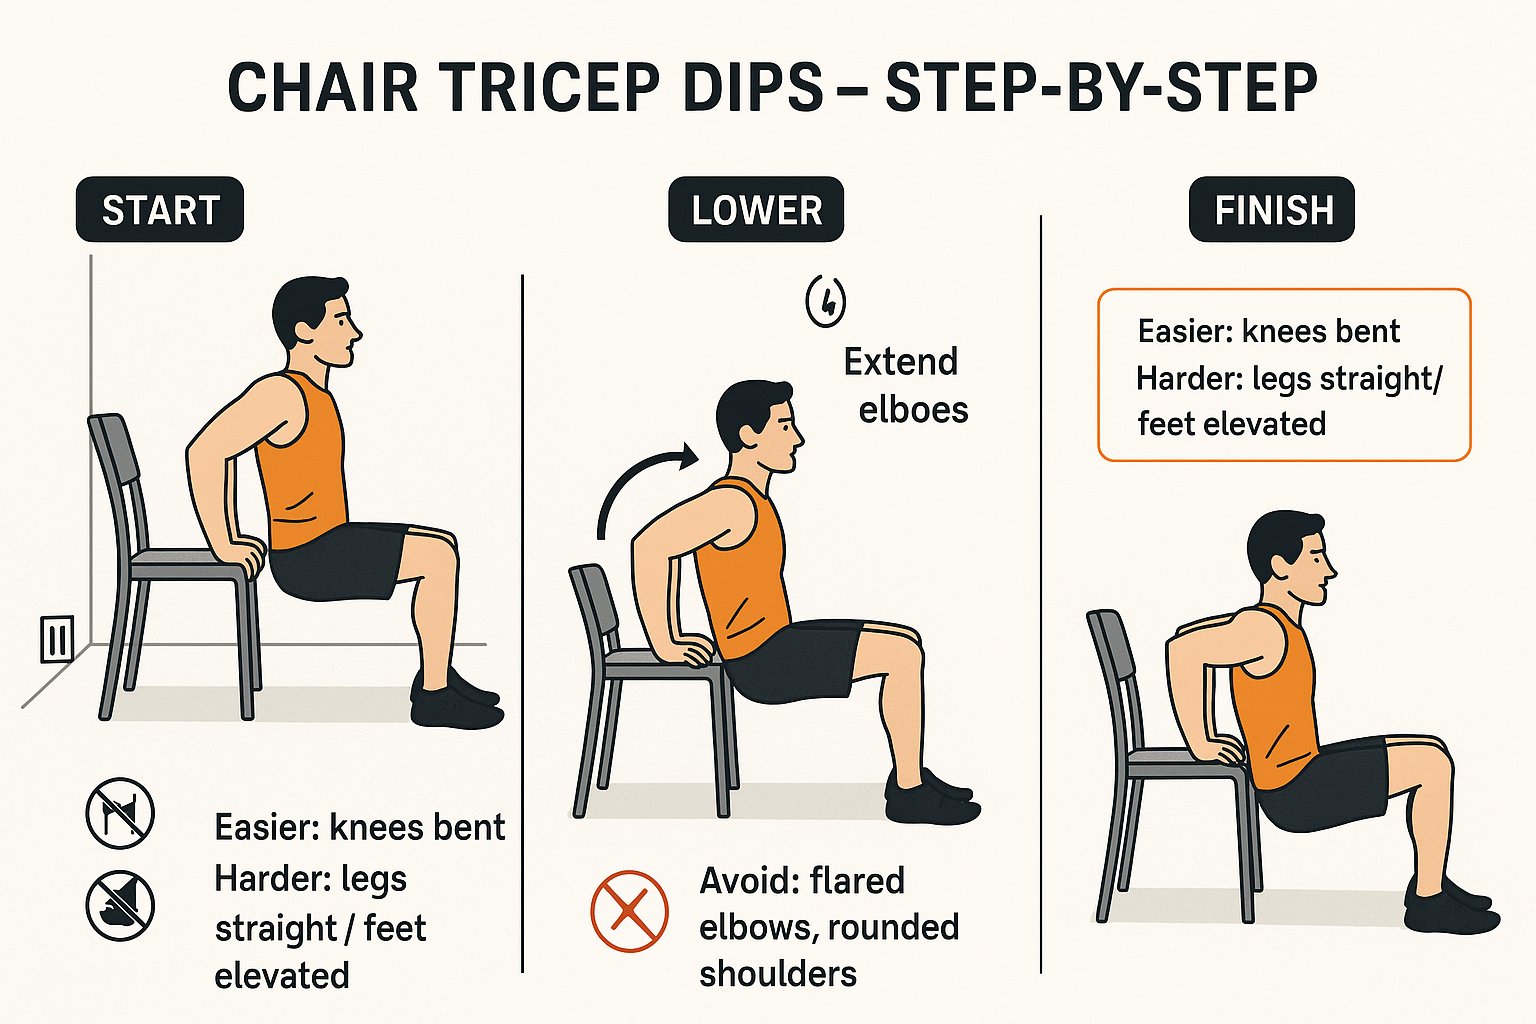 CHAIR TRICEP DIPS – STEP-BY-STEP
START
Easier: knees bent
Harder: legs
straight / feet
elevated
LOWER
Extend
elboes
Avoid: flared
elbows, rounded
shoulders
FINISH
Easier: knees bent
Harder: legs straight/
feet elevated